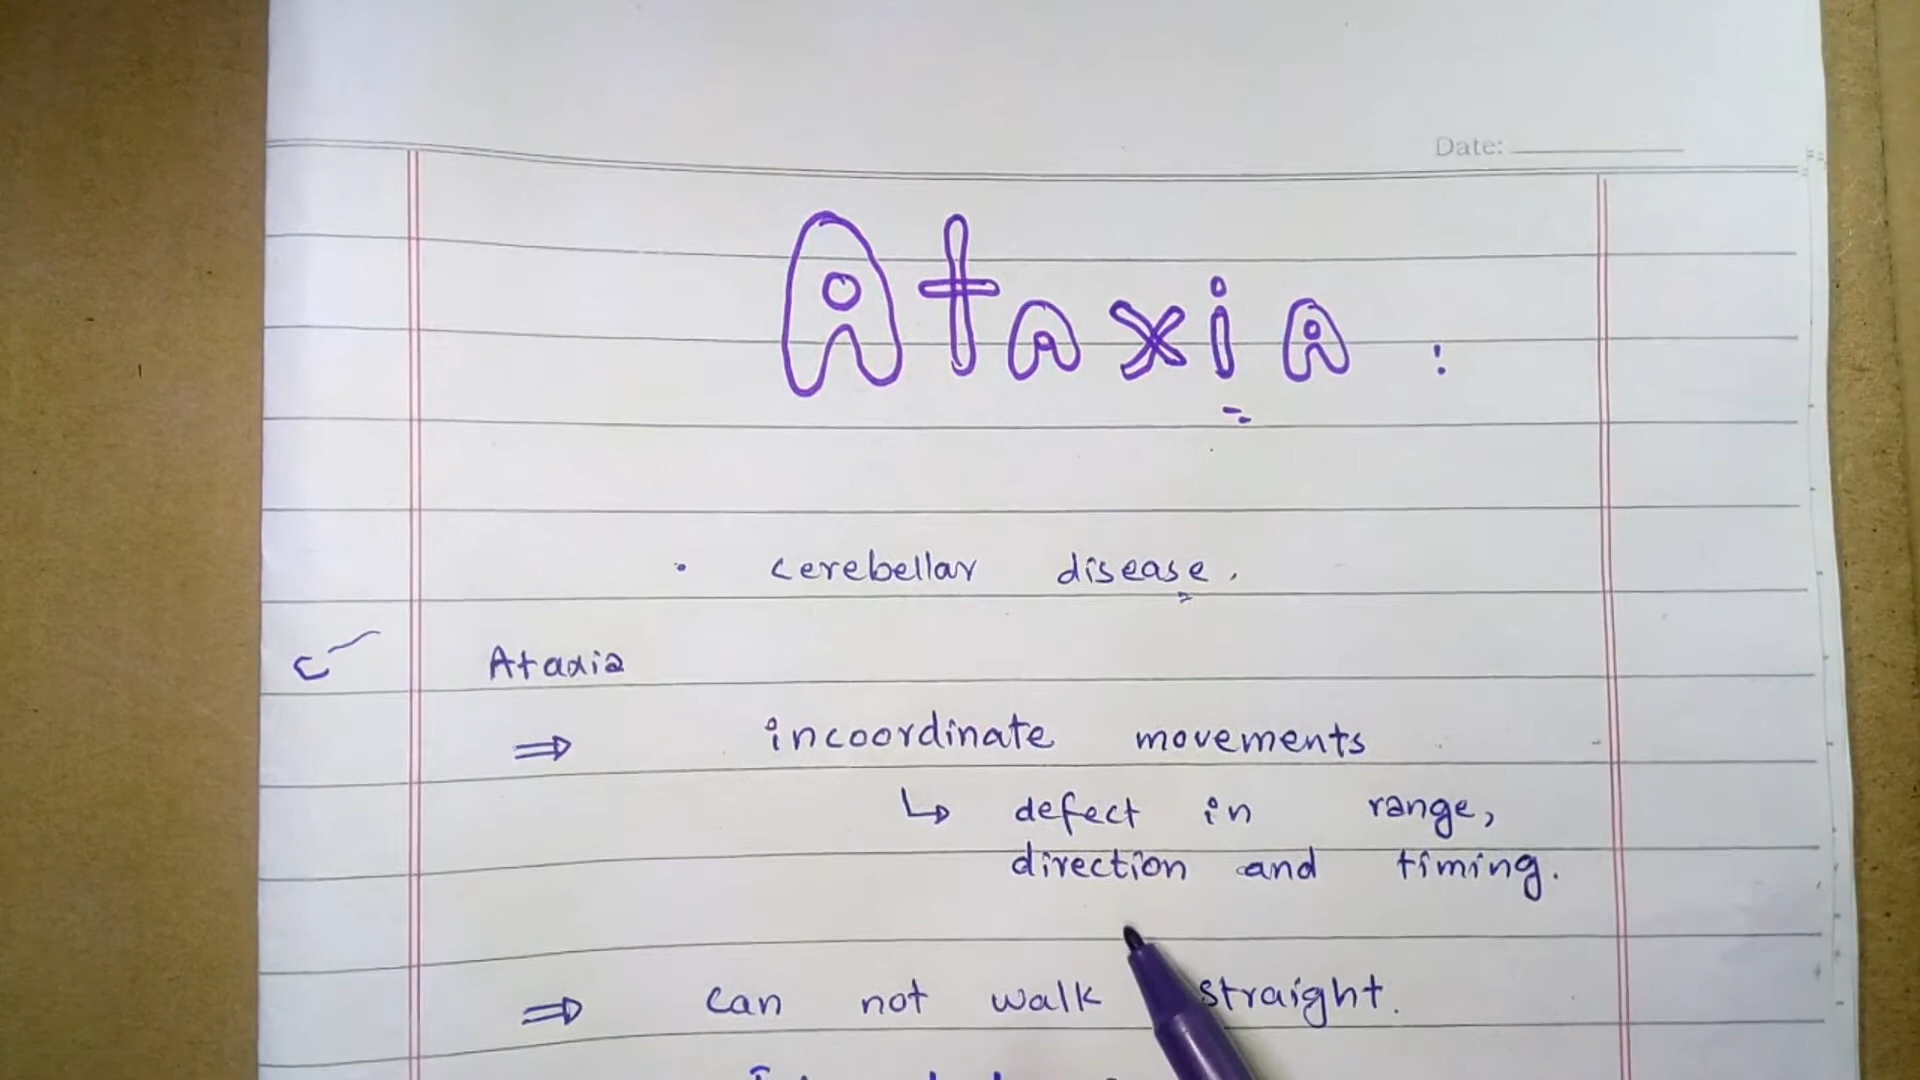 Date:
Ataxia :
• cerebellar disease.
Ataxia
⇒ incoordinate movements
↳ defect in range,
direction and timing.
⇒ can not walk straight.